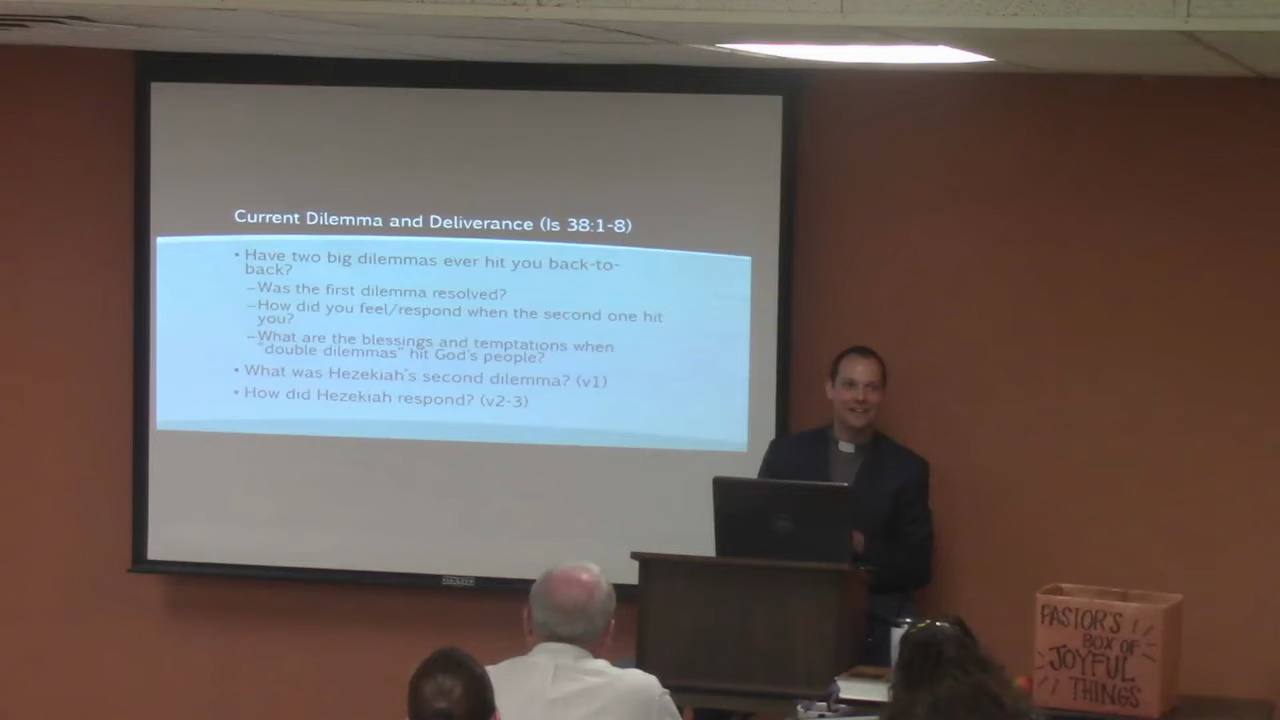 Current Dilemma and Deliverance (Is 38:1-8)
• Have two big dilemmas ever hit you back-to-
back?
–Was the first dilemma resolved?
–How did you feel/respond when the second one hit
you?
–What are the blessings and temptations when
"double dilemmas" hit God's people?
• What was Hezekiah's second dilemma? (v1)
• How did Hezekiah respond? (v2-3)
PASTOR'S
BOX OF
JOYFUL
THINGS